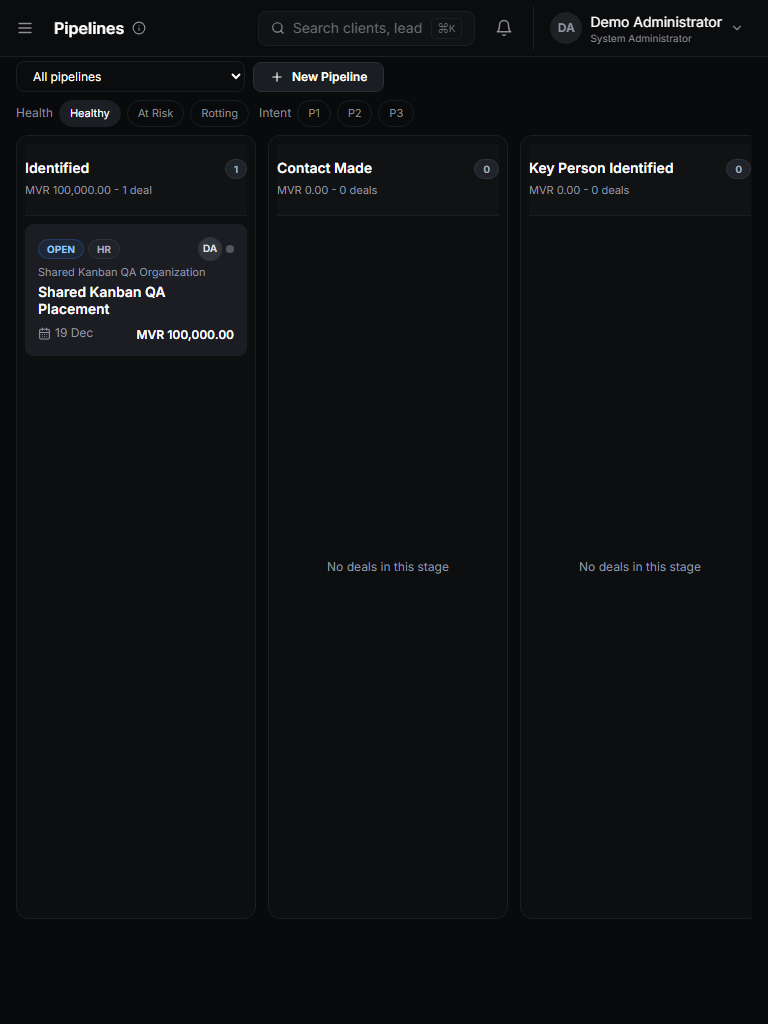 Pipelines
Search clients, lead
⌘K
DA
Demo Administrator
System Administrator
All pipelines
New Pipeline
Health
Healthy
At Risk
Rotting
Intent
P1
P2
P3
Identified
1
MVR 100,000.00 - 1 deal
OPEN
HR
DA
Shared Kanban QA Organization
Shared Kanban QA
Placement
19 Dec
MVR 100,000.00
Contact Made
0
MVR 0.00 - 0 deals
No deals in this stage
Key Person Identified
0
MVR 0.00 - 0 deals
No deals in this stage